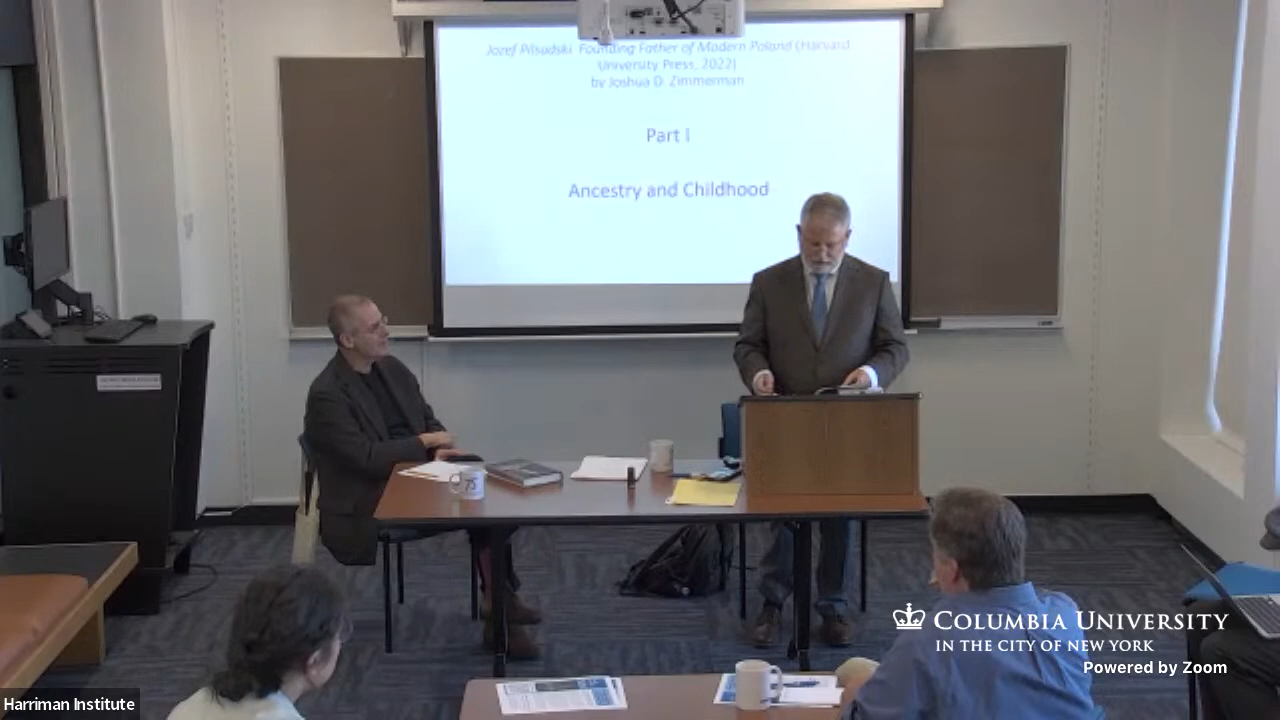 Jozef Pilsudski Founding Father of Modern Poland (Harvard
University Press, 2022)
by Joshua D. Zimmerman
Part I
Ancestry and Childhood
75
COLUMBIA UNIVERSITY
IN THE CITY OF NEW YORK
Powered by Zoom
Harriman Institute